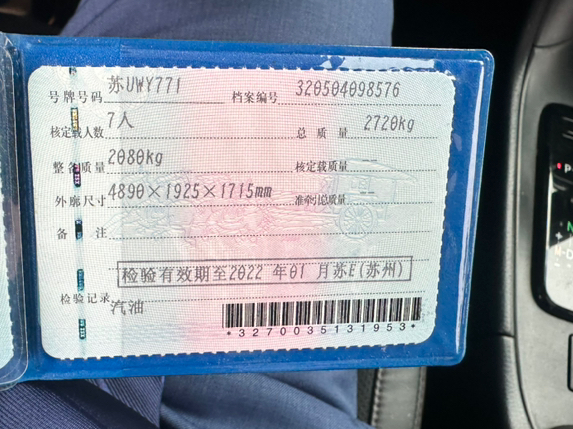 号牌号码 苏UWY771 档案编号 320504098576
核定载人数 7人 总质量 2720kg
整备质量 2080kg 核定载质量 --
外廓尺寸 4890×1925×1715mm 准牵引总质量 --
备注
检验有效期至2022年01月苏E(苏州)
检验记录
汽油
*3270035131953*